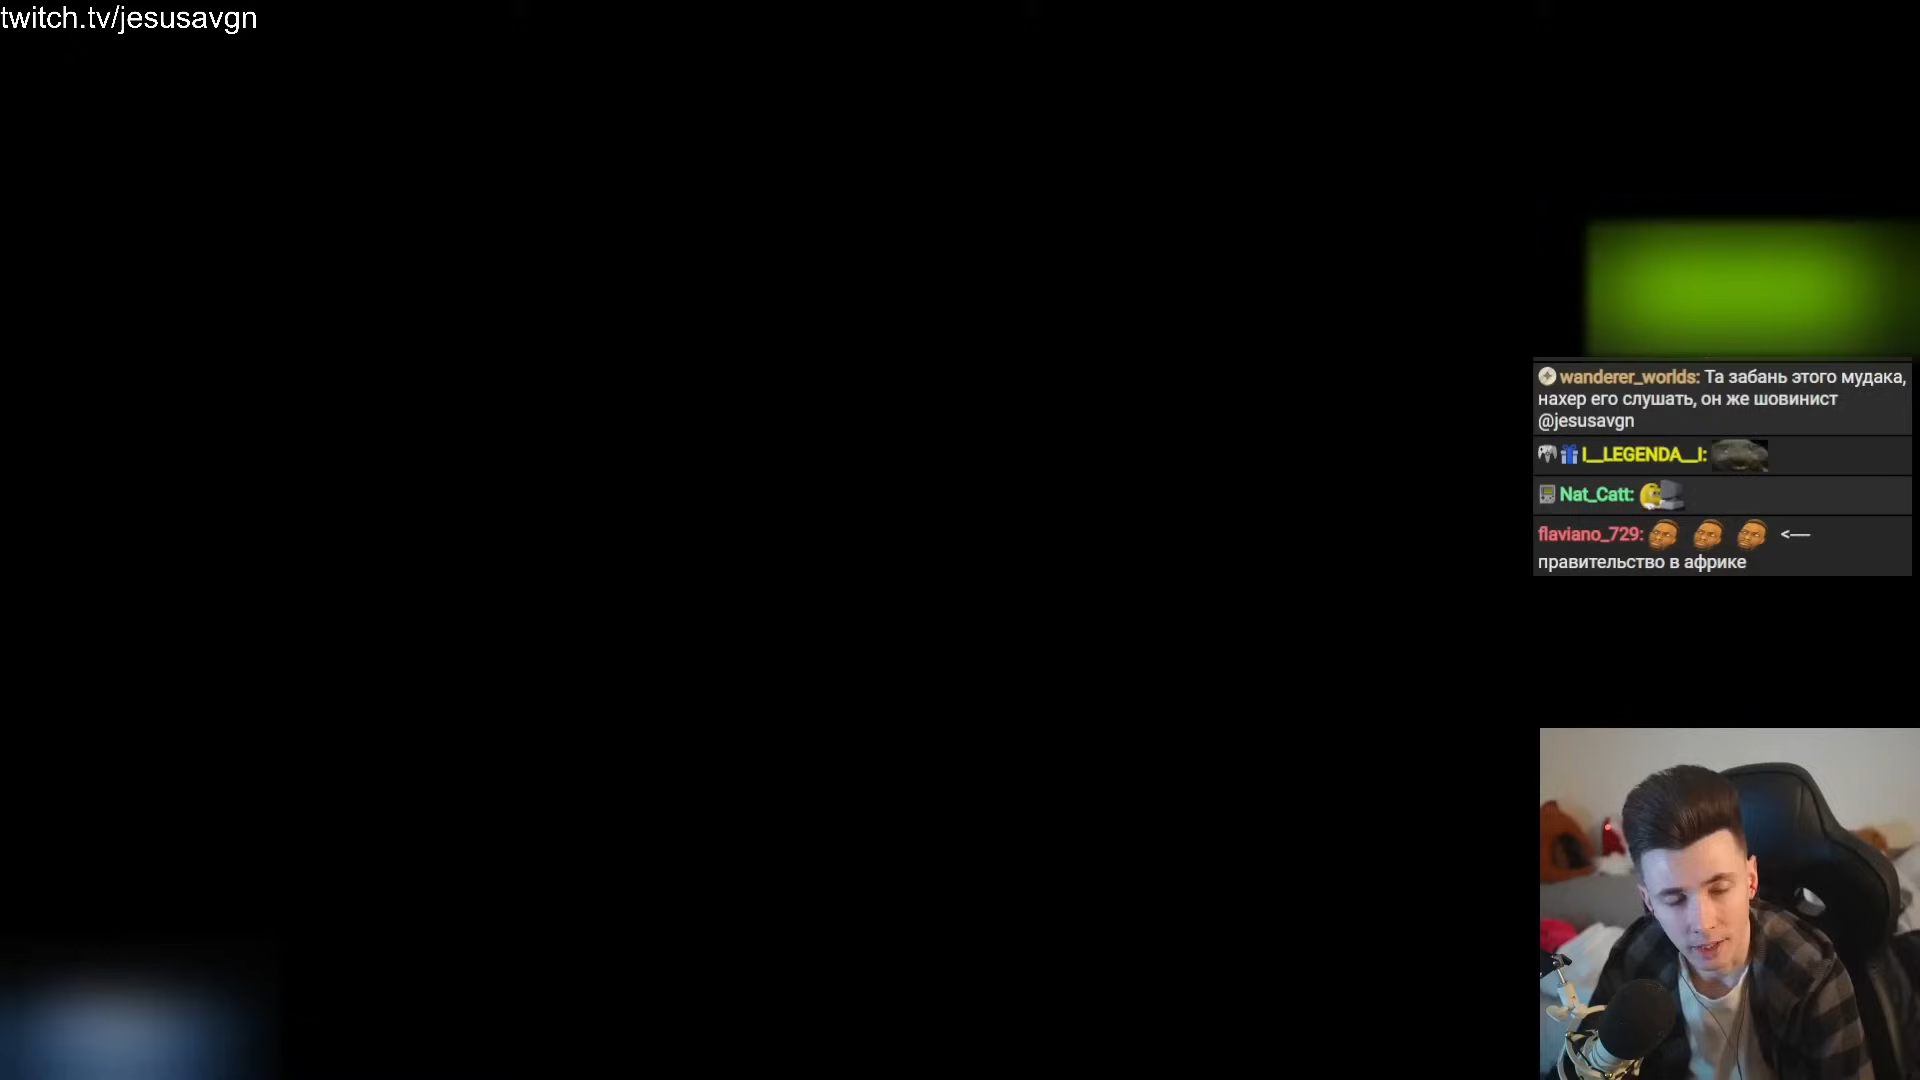 twitch.tv/jesusavgn
wanderer_worlds: Та забань этого мудака,
нахер его слушать, он же шовинист
@jesusavgn
I__LEGENDA__I:
Nat_Catt:
flaviano_729: <—
правительство в африке